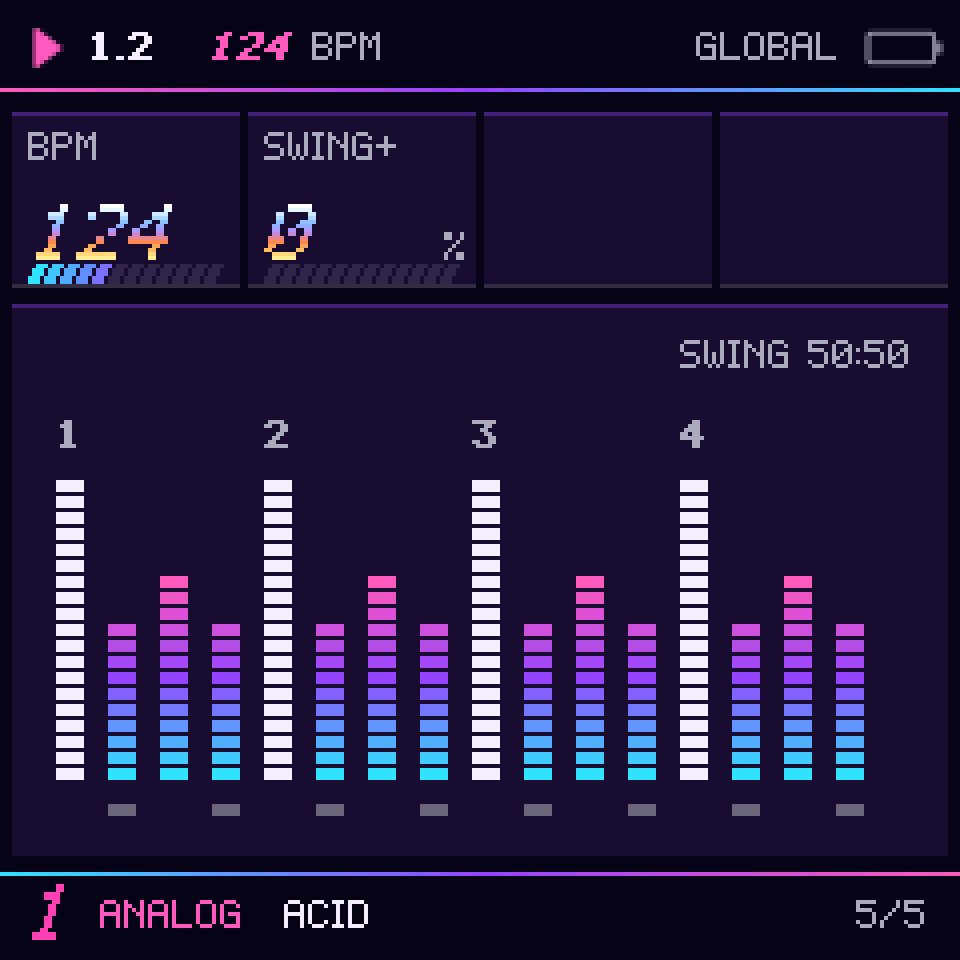 1.2 124 BPM GLOBAL
BPM SWING+
124 0 %
SWING 50:50
1 2 3 4
1 ANALOG ACID 5/5